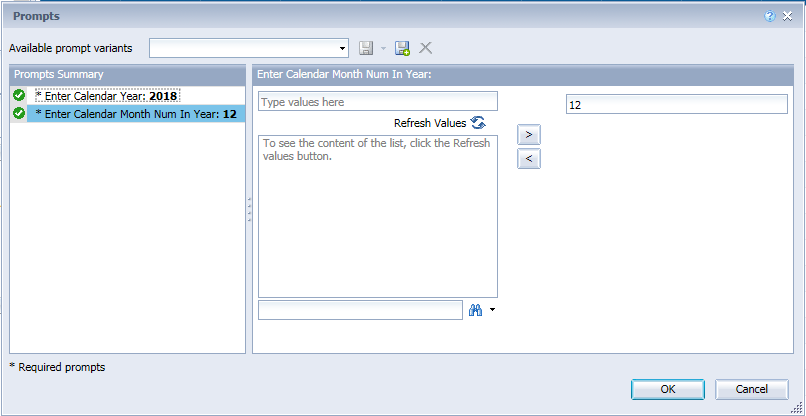 Prompts
Available prompt variants
Prompts Summary
* Enter Calendar Year: 2018
* Enter Calendar Month Num In Year: 12
Enter Calendar Month Num In Year:
Type values here
Refresh Values
To see the content of the list, click the Refresh
values button.
>
<
12
* Required prompts
OK
Cancel